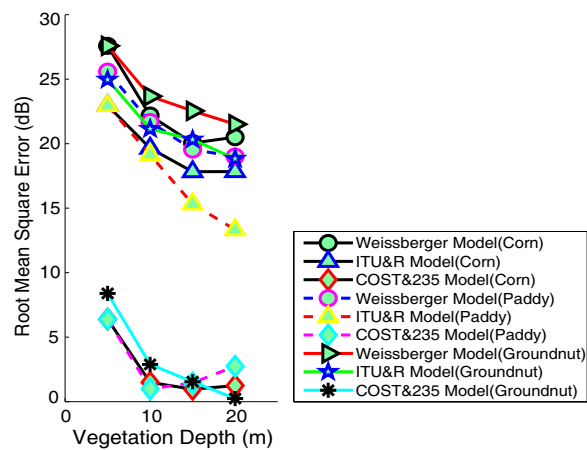 Root Mean Square Error (dB)
30
25
20
15
10
5
0
0
10
20
Vegetation Depth (m)
Weissberger Model(Corn)
ITU&R Model(Corn)
COST&235 Model(Corn)
Weissberger Model(Paddy)
ITU&R Model(Paddy)
COST&235 Model(Paddy)
Weissberger Model(Groundnut)
ITU&R Model(Groundnut)
COST&235 Model(Groundnut)